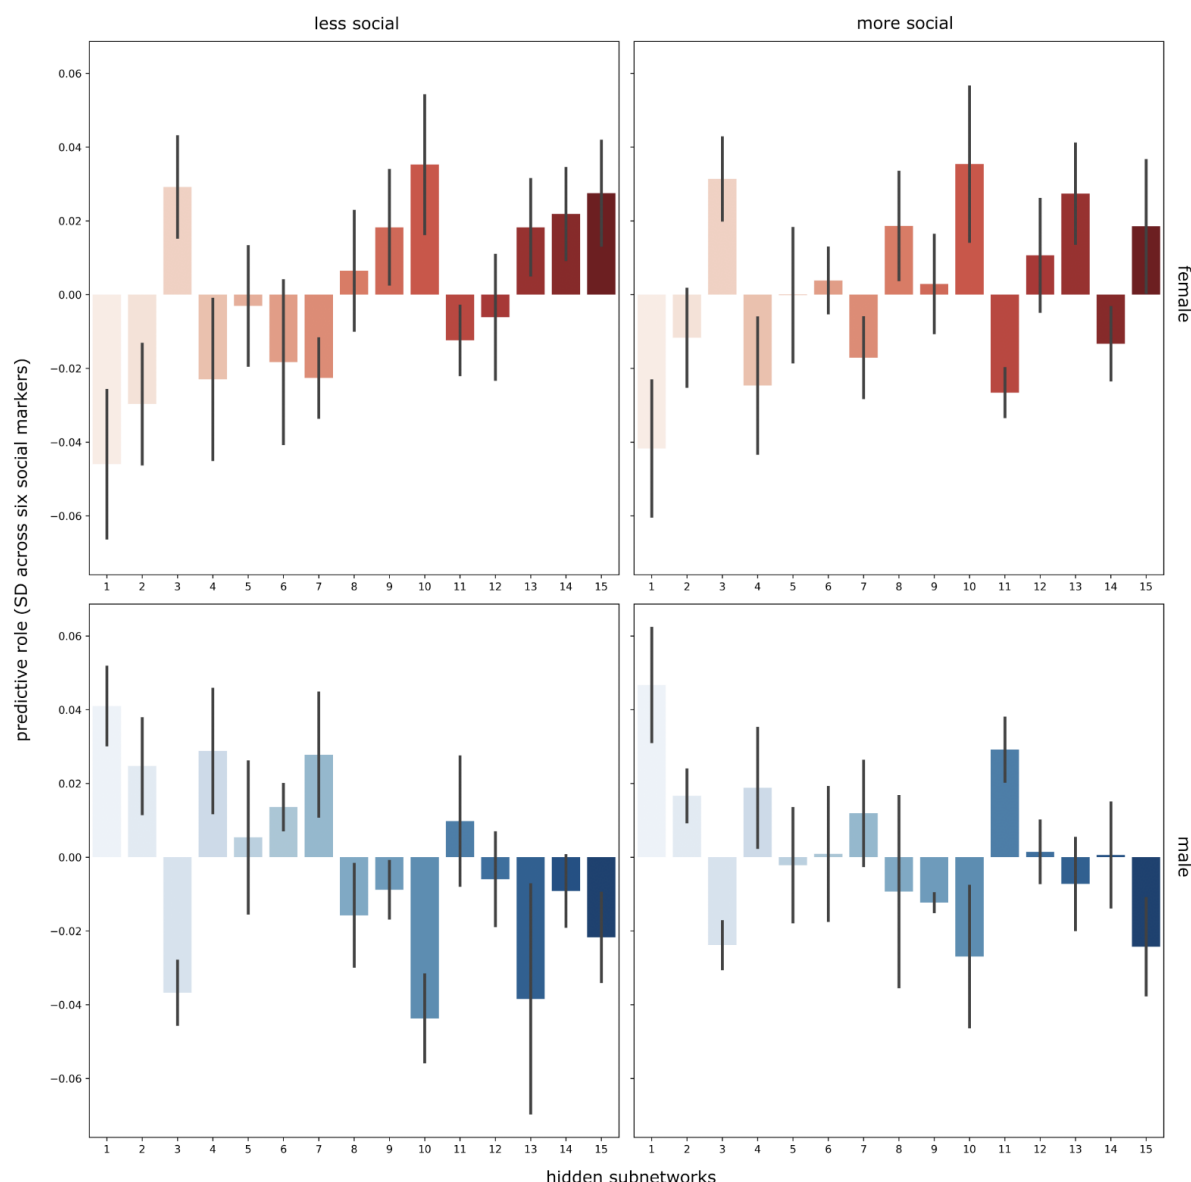 less social
more social
0.06
0.04
0.02
0.00
−0.02
−0.04
−0.06
female
1 2 3 4 5 6 7 8 9 10 11 12 13 14 15
1 2 3 4 5 6 7 8 9 10 11 12 13 14 15
predictive role (SD across six social markers)
0.06
0.04
0.02
0.00
−0.02
−0.04
−0.06
male
1 2 3 4 5 6 7 8 9 10 11 12 13 14 15
1 2 3 4 5 6 7 8 9 10 11 12 13 14 15
hidden subnetworks